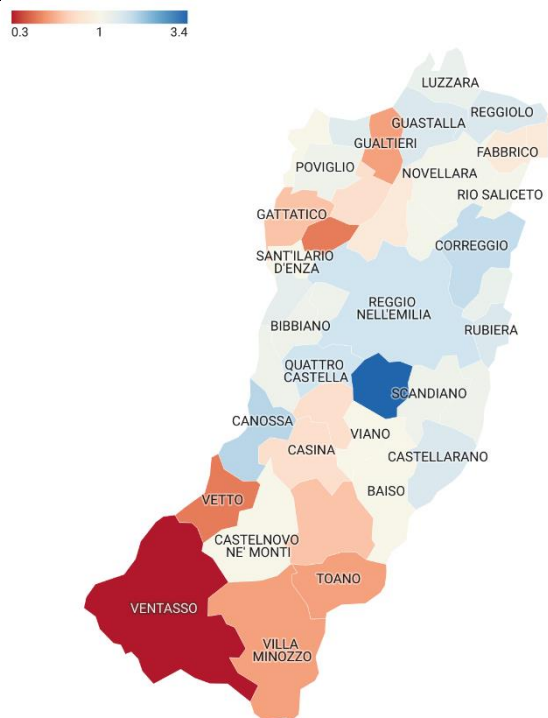 0.3 1 3.4
LUZZARA
REGGIOLO
GUASTALLA
GUALTIERI
FABBRICO
POVIGLIO
NOVELLARA
RIO SALICETO
GATTATICO
CORREGGIO
SANT'ILARIO
D'ENZA
REGGIO
NELL'EMILIA
BIBBIANO
RUBIERA
QUATTRO
CASTELLA
SCANDIANO
CANOSSA
VIANO
CASINA
CASTELLARANO
BAISO
VETTO
CASTELNOVO
NE' MONTI
TOANO
VENTASSO
VILLA
MINOZZO